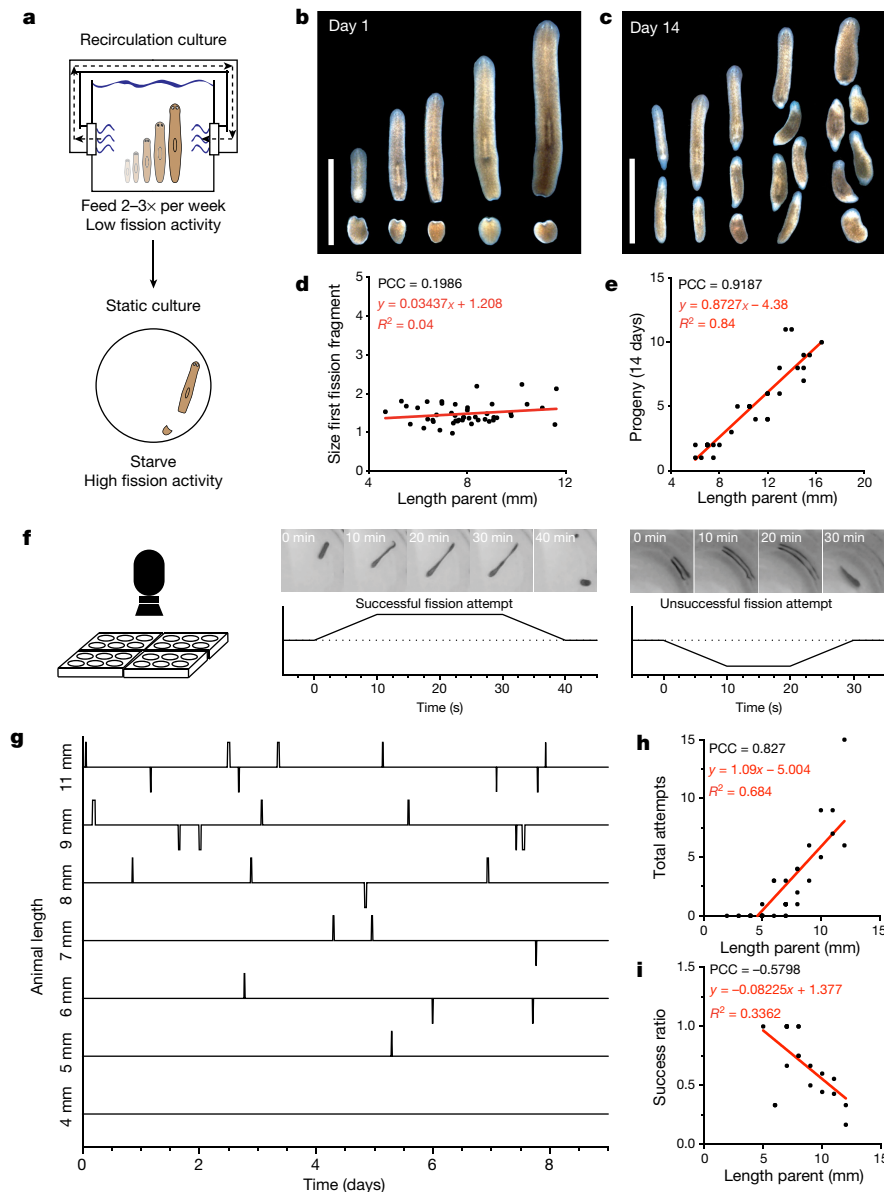 a
Recirculation culture
Feed 2–3× per week
Low fission activity
Static culture
Starve
High fission activity
b
Day 1
c
Day 14
d
PCC = 0.1986
y = 0.03437x + 1.208
R² = 0.04
Size first fission fragment
5
4
3
2
1
0
4
8
12
Length parent (mm)
e
PCC = 0.9187
y = 0.8727x – 4.38
R² = 0.84
Progeny (14 days)
15
10
5
0
4
8
12
16
20
Length parent (mm)
f
0 min
10 min
20 min
30 min
40 min
Successful fission attempt
0
10
20
30
40
Time (s)
0 min
10 min
20 min
30 min
Unsuccessful fission attempt
0
10
20
30
Time (s)
g
Animal length
11 mm
9 mm
8 mm
7 mm
6 mm
5 mm
4 mm
0
2
4
6
8
Time (days)
h
PCC = 0.827
y = 1.09x – 5.004
R² = 0.684
Total attempts
15
10
5
0
0
5
10
15
Length parent (mm)
i
PCC = –0.5798
y = –0.08225x + 1.377
R² = 0.3362
Success ratio
1.5
1.0
0.5
0.0
0
5
10
15
Length parent (mm)